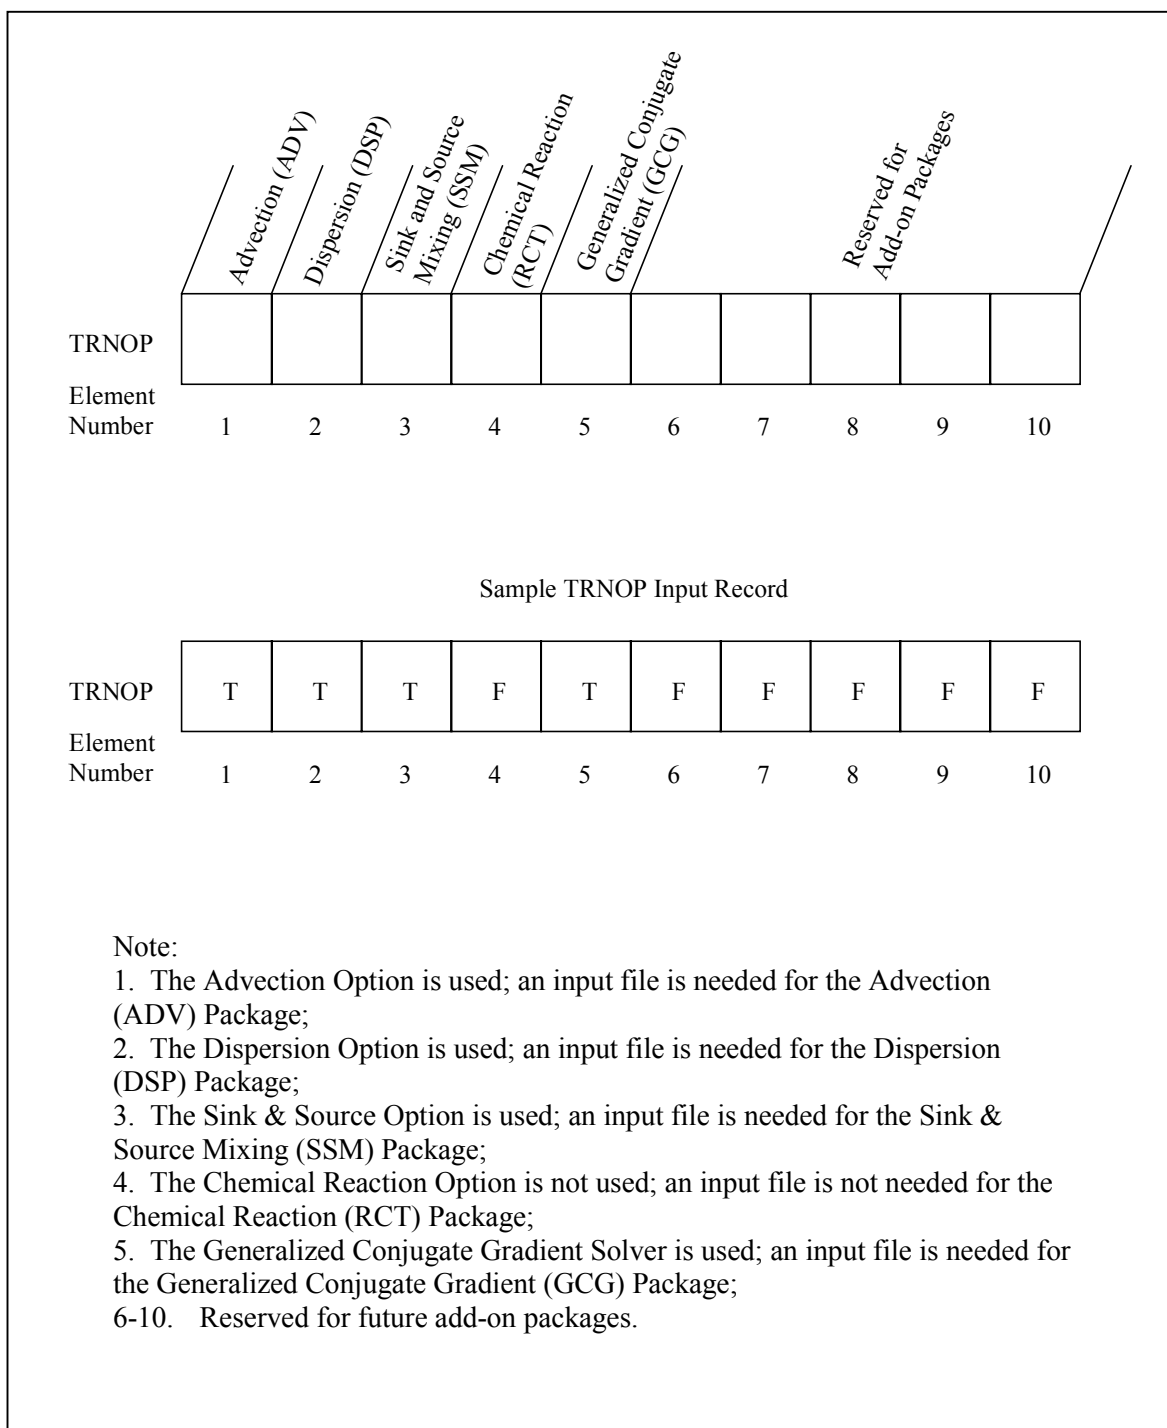 Advection (ADV)
Dispersion (DSP)
Sink and Source
Mixing (SSM)
Chemical Reaction
(RCT)
Generalized Conjugate
Gradient (GCG)
Reserved for
Add-on Packages
TRNOP
Element
Number 1 2 3 4 5 6 7 8 9 10
Sample TRNOP Input Record
TRNOP T T T F T F F F F F
Element
Number 1 2 3 4 5 6 7 8 9 10
Note:
1. The Advection Option is used; an input file is needed for the Advection
(ADV) Package;
2. The Dispersion Option is used; an input file is needed for the Dispersion
(DSP) Package;
3. The Sink & Source Option is used; an input file is needed for the Sink &
Source Mixing (SSM) Package;
4. The Chemical Reaction Option is not used; an input file is not needed for the
Chemical Reaction (RCT) Package;
5. The Generalized Conjugate Gradient Solver is used; an input file is needed for
the Generalized Conjugate Gradient (GCG) Package;
6-10. Reserved for future add-on packages.